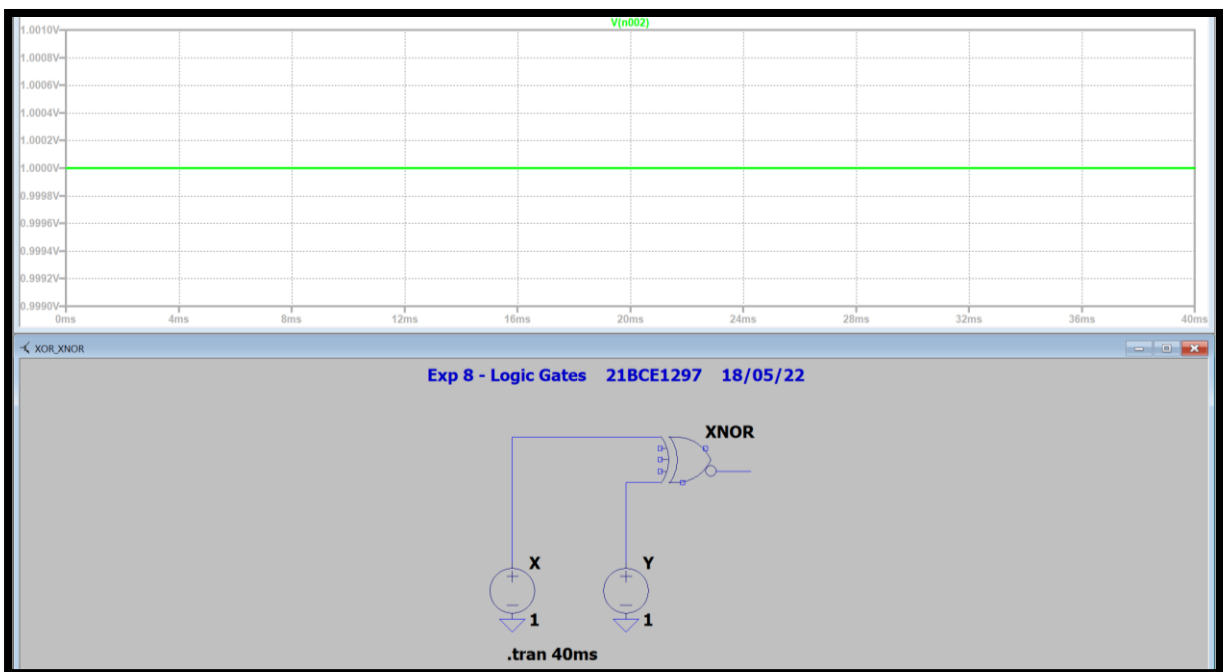 V(n002)
1.0010V
1.0008V
1.0006V
1.0004V
1.0002V
1.0000V
0.9998V
0.9996V
0.9994V
0.9992V
0.9990V
0ms 4ms 8ms 12ms 16ms 20ms 24ms 28ms 32ms 36ms 40ms
XOR_XNOR
Exp 8 - Logic Gates 21BCE1297 18/05/22
XNOR
X Y
1 1
.tran 40ms